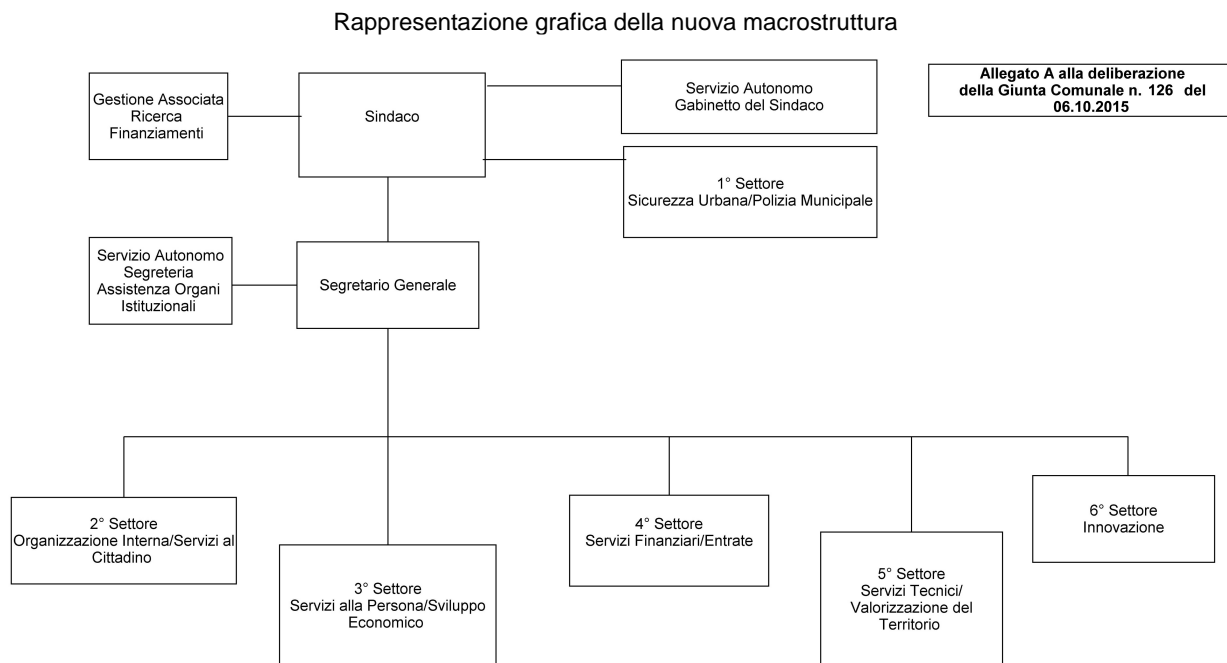 Rappresentazione grafica della nuova macrostruttura
Gestione Associata
Ricerca
Finanziamenti
Sindaco
Servizio Autonomo
Gabinetto del Sindaco
Allegato A alla deliberazione
della Giunta Comunale n. 126 del
06.10.2015
1° Settore
Sicurezza Urbana/Polizia Municipale
Servizio Autonomo
Segreteria
Assistenza Organi
Istituzionali
Segretario Generale
2° Settore
Organizzazione Interna/Servizi al
Cittadino
3° Settore
Servizi alla Persona/Sviluppo
Economico
4° Settore
Servizi Finanziari/Entrate
5° Settore
Servizi Tecnici/
Valorizzazione del
Territorio
6° Settore
Innovazione